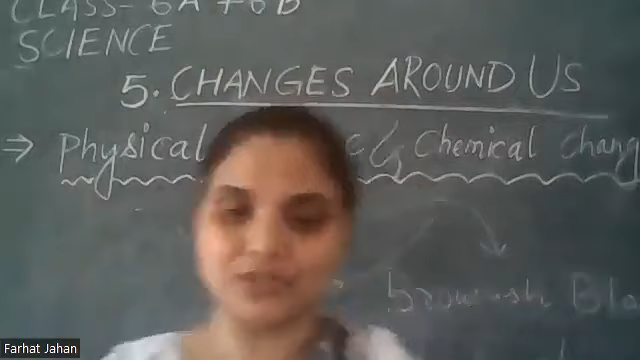 CLASS- 6A + 6B
SCIENCE
5. CHANGES AROUND US
⇒ Physical & Chemical Chang
brownish Bla
Farhat Jahan